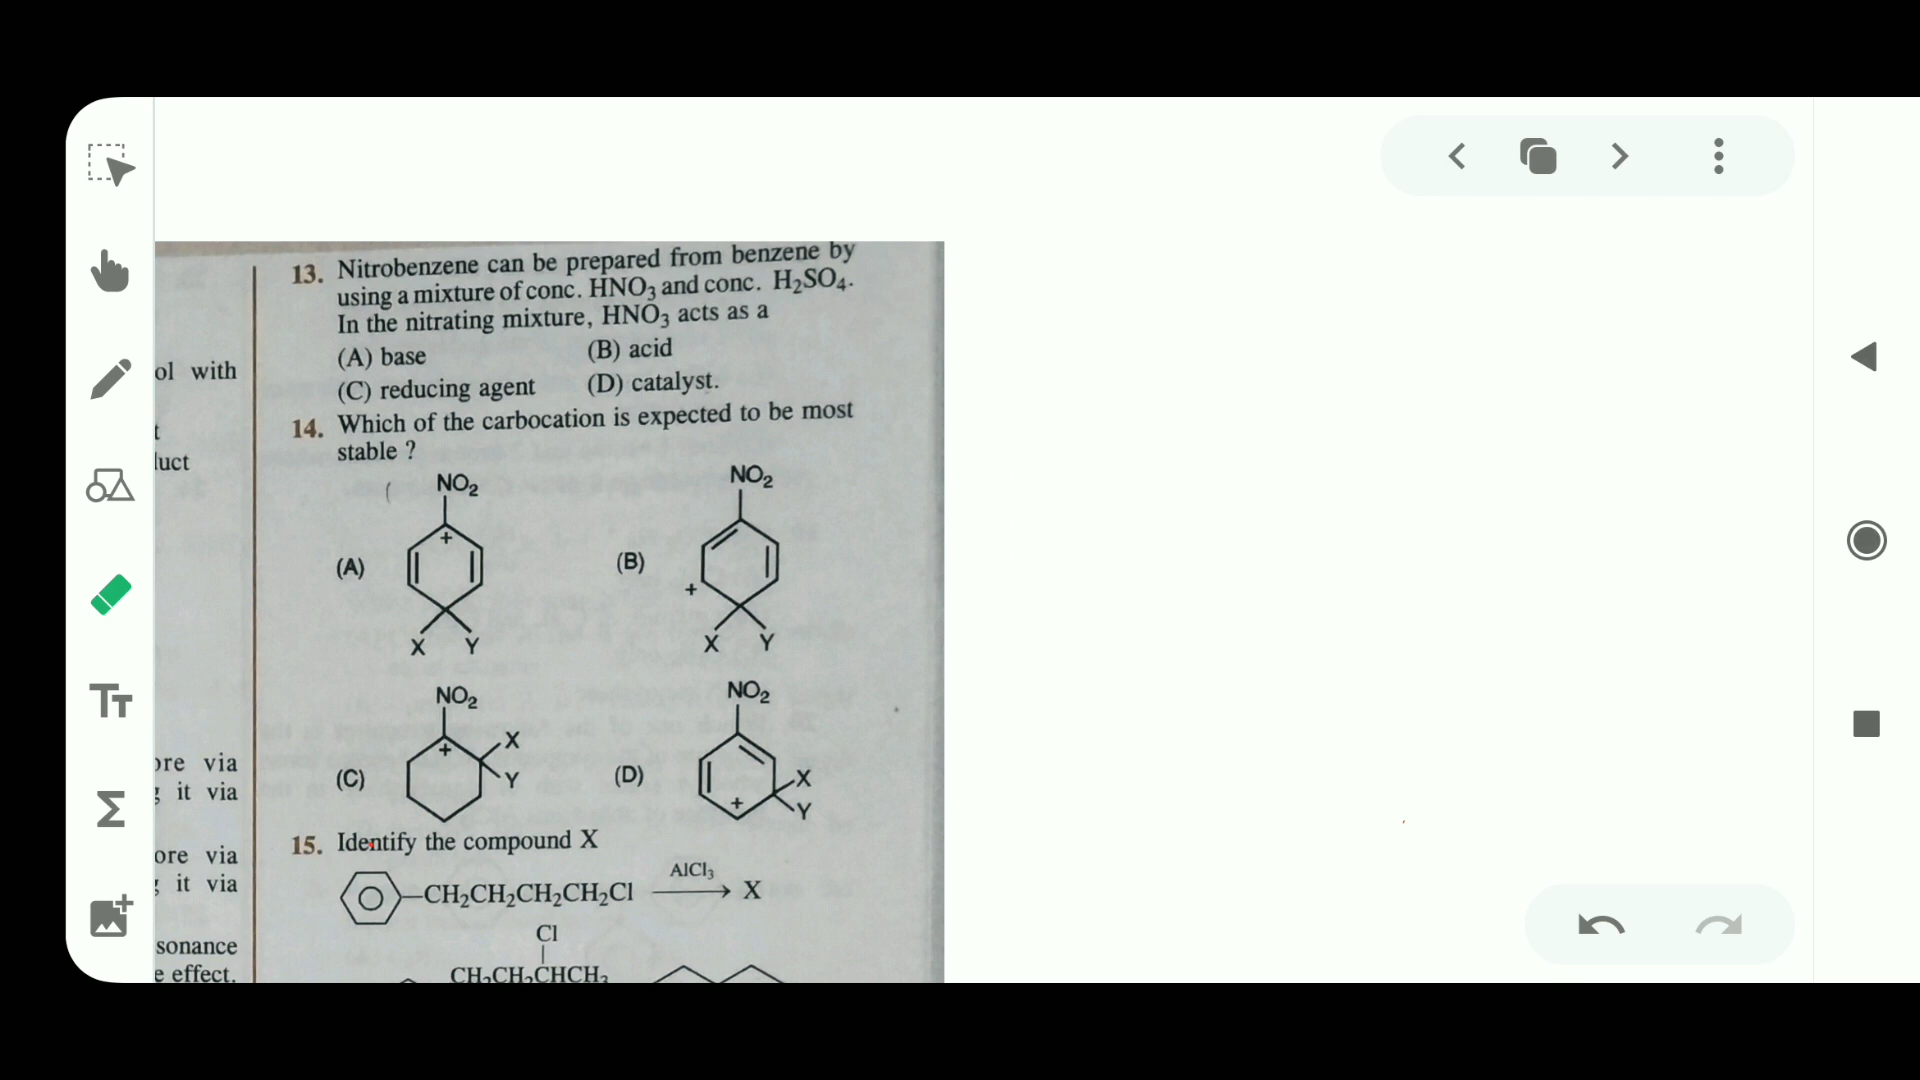 13. Nitrobenzene can be prepared from benzene by
using a mixture of conc. HNO₃ and conc. H₂SO₄.
In the nitrating mixture, HNO₃ acts as a
(A) base (B) acid
(C) reducing agent (D) catalyst.
14. Which of the carbocation is expected to be most
stable ?
NO₂ NO₂
+
(A) (B)
+
X Y X Y
NO₂ NO₂
+ X
(C) Y (D) X
+ Y
15. Identify the compound X
AlCl₃
—CH₂CH₂CH₂CH₂Cl ⟶ X
Cl
CH₂CH₂CHCH₃
ol with
t
luct
ore via
it via
ore via
it via
sonance
e effect.
TT
Σ